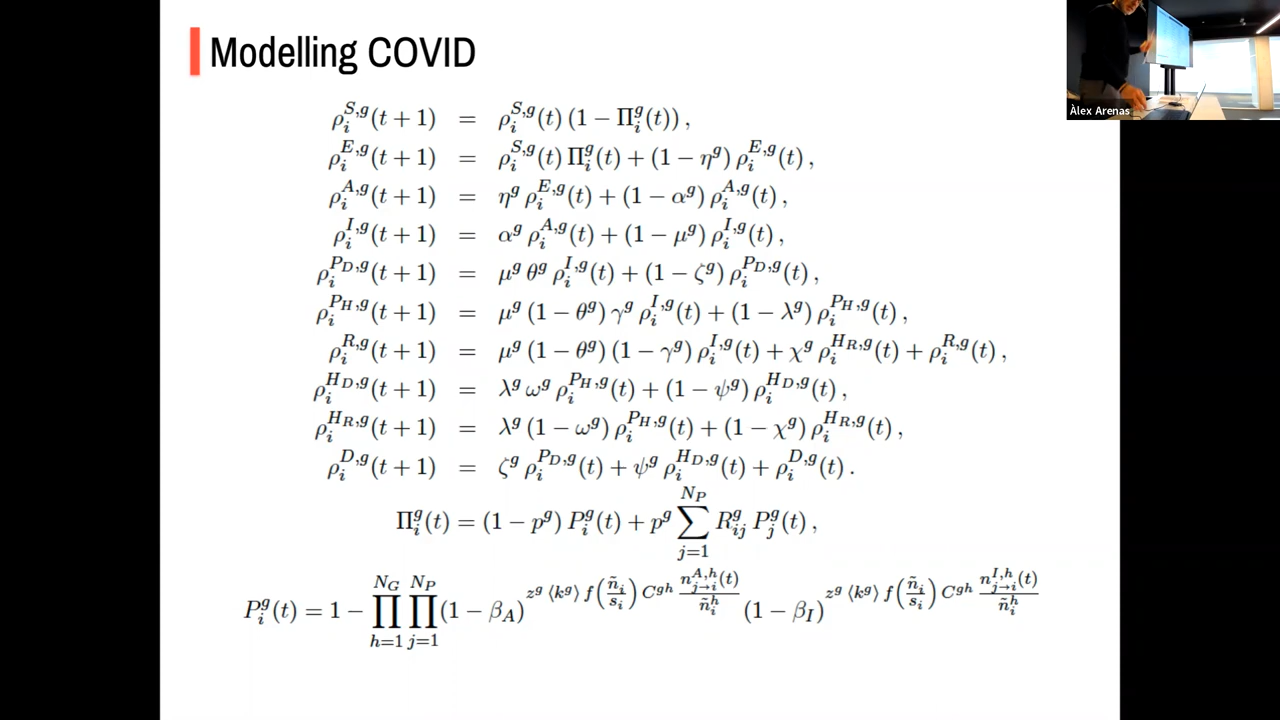 Modelling COVID
Àlex Arenas
ρ_i^{S,g}(t + 1) = ρ_i^{S,g}(t) (1 − Π_i^g(t)) ,
ρ_i^{E,g}(t + 1) = ρ_i^{S,g}(t) Π_i^g(t) + (1 − η^g) ρ_i^{E,g}(t) ,
ρ_i^{A,g}(t + 1) = η^g ρ_i^{E,g}(t) + (1 − α^g) ρ_i^{A,g}(t) ,
ρ_i^{I,g}(t + 1) = α^g ρ_i^{A,g}(t) + (1 − μ^g) ρ_i^{I,g}(t) ,
ρ_i^{P_D,g}(t + 1) = μ^g θ^g ρ_i^{I,g}(t) + (1 − ζ^g) ρ_i^{P_D,g}(t) ,
ρ_i^{P_H,g}(t + 1) = μ^g (1 − θ^g) γ^g ρ_i^{I,g}(t) + (1 − λ^g) ρ_i^{P_H,g}(t) ,
ρ_i^{R,g}(t + 1) = μ^g (1 − θ^g) (1 − γ^g) ρ_i^{I,g}(t) + χ^g ρ_i^{H_R,g}(t) + ρ_i^{R,g}(t) ,
ρ_i^{H_D,g}(t + 1) = λ^g ω^g ρ_i^{P_H,g}(t) + (1 − ψ^g) ρ_i^{H_D,g}(t) ,
ρ_i^{H_R,g}(t + 1) = λ^g (1 − ω^g) ρ_i^{P_H,g}(t) + (1 − χ^g) ρ_i^{H_R,g}(t) ,
ρ_i^{D,g}(t + 1) = ζ^g ρ_i^{P_D,g}(t) + ψ^g ρ_i^{H_D,g}(t) + ρ_i^{D,g}(t) .
Π_i^g(t) = (1 − p^g) P_i^g(t) + p^g ∑_{j=1}^{N_P} R_{ij}^g P_j^g(t) ,
P_i^g(t) = 1 − ∏_{h=1}^{N_G} ∏_{j=1}^{N_P} (1 − β_A)^{z^g ⟨k^g⟩ f(ñ_i/s_i) C^{gh} n_{j→i}^{A,h}(t)/ñ_i^h} (1 − β_I)^{z^g ⟨k^g⟩ f(ñ_i/s_i) C^{gh} n_{j→i}^{I,h}(t)/ñ_i^h}